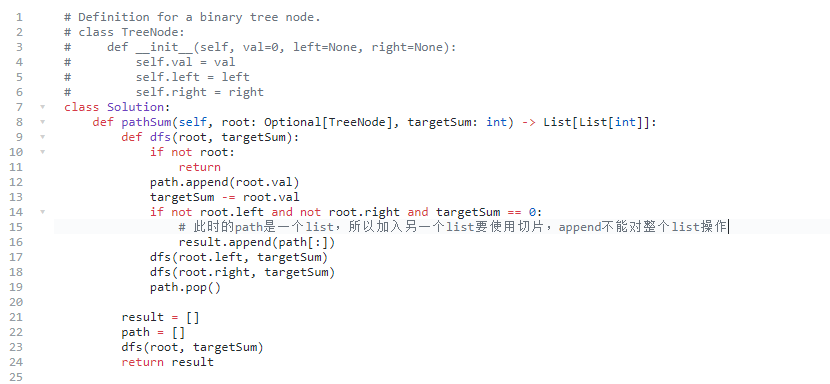 1 # Definition for a binary tree node.
2 # class TreeNode:
3 #     def __init__(self, val=0, left=None, right=None):
4 #         self.val = val
5 #         self.left = left
6 #         self.right = right
7 class Solution:
8     def pathSum(self, root: Optional[TreeNode], targetSum: int) -> List[List[int]]:
9         def dfs(root, targetSum):
10             if not root:
11                 return
12             path.append(root.val)
13             targetSum -= root.val
14             if not root.left and not root.right and targetSum == 0:
15                 # 此时的path是一个list，所以加入另一个list要使用切片，append不能对整个list操作
16                 result.append(path[:])
17             dfs(root.left, targetSum)
18             dfs(root.right, targetSum)
19             path.pop()
20
21         result = []
22         path = []
23         dfs(root, targetSum)
24         return result
25